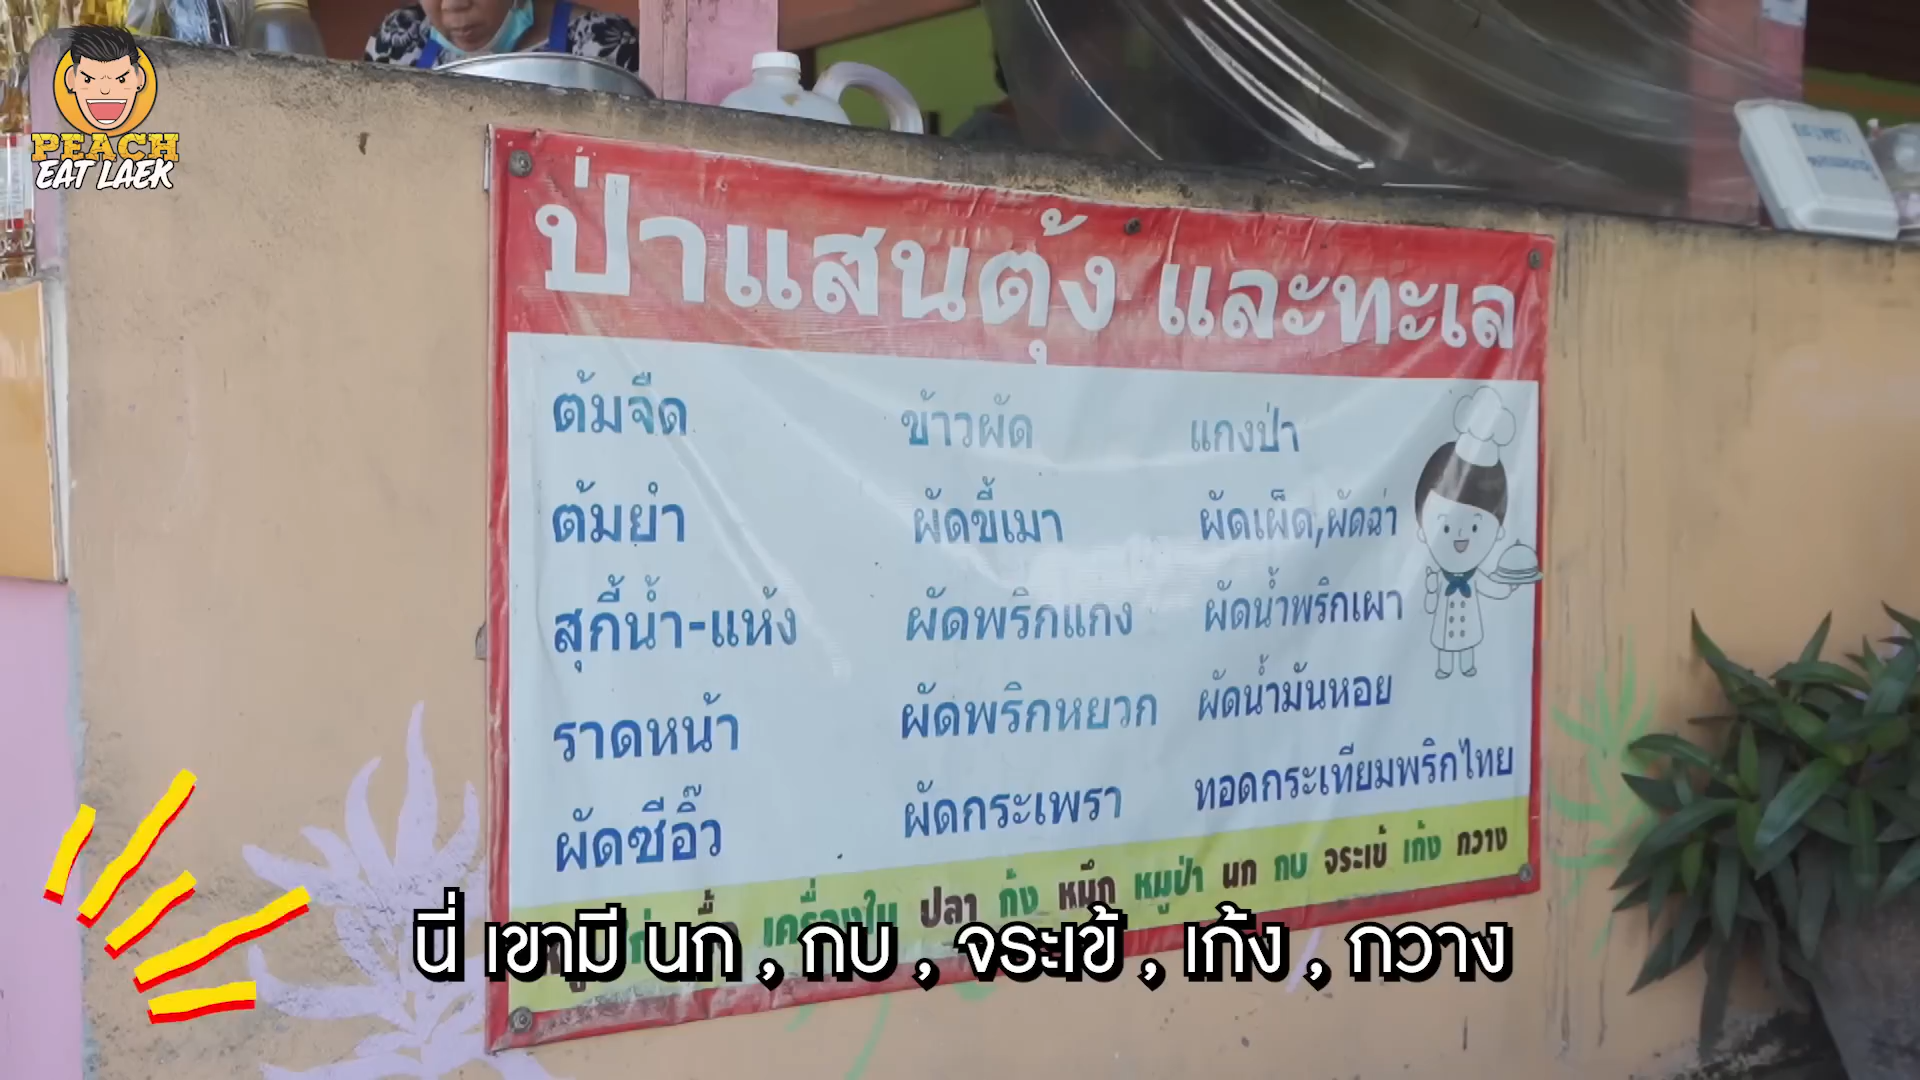 PEACH
EAT LAEK
ป่าแสนตุ้ง และทะเล
ต้มจืด
ต้มยำ
สุกี้น้ำ-แห้ง
ราดหน้า
ผัดซีอิ๊ว
ข้าวผัด
ผัดขี้เมา
ผัดพริกแกง
ผัดพริกหยวก
ผัดกระเพรา
แกงป่า
ผัดเผ็ด,ผัดฉ่า
ผัดน้ำพริกเผา
ผัดน้ำมันหอย
ทอดกระเทียมพริกไทย
เครื่องใน ปลา กุ้ง หมึก หมูป่า นก กบ จระเข้ เก้ง กวาง
นี่ เขามี นก , กบ , จระเข้ , เก้ง , กวาง